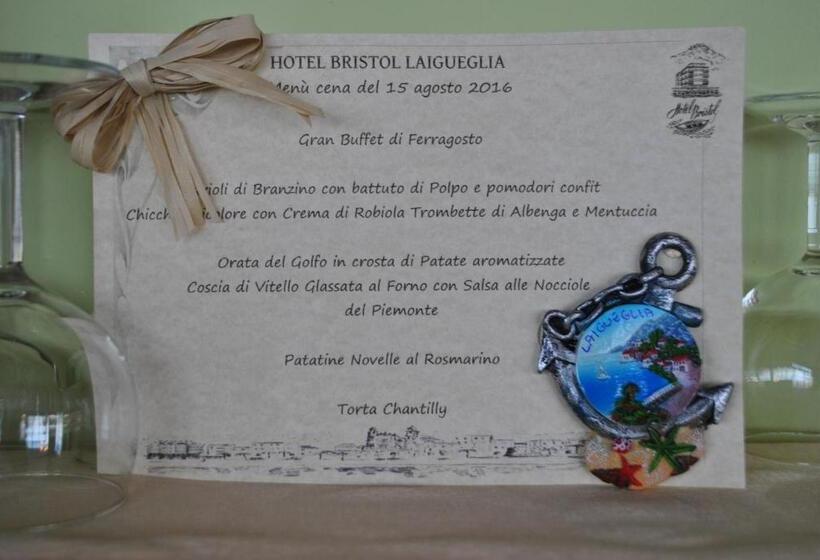 HOTEL BRISTOL LAIGUEGLIA
Menù cena del 15 agosto 2016
Gran Buffet di Ferragosto
di Branzino con battuto di Polpo e pomodori confit
con Crema di Robiola Trombette di Albenga e Mentuccia
Orata del Golfo in crosta di Patate aromatizzate
Coscia di Vitello Glassata al Forno con Salsa alle Nocciole
del Piemonte
Patatine Novelle al Rosmarino
Torta Chantilly
Hotel Bristol
LAIGUEGLIA